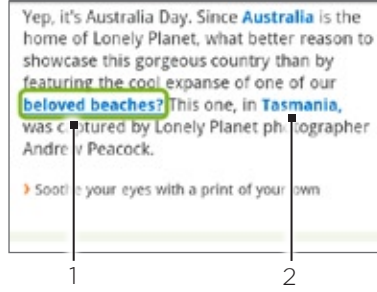 Yep, it's Australia Day. Since Australia is the
home of Lonely Planet, what better reason to
showcase this gorgeous country than by
featuring the cool expanse of one of our
beloved beaches? This one, in Tasmania,
was captured by Lonely Planet photographer
Andrew Peacock.
> Soothe your eyes with a print of your own
1 2